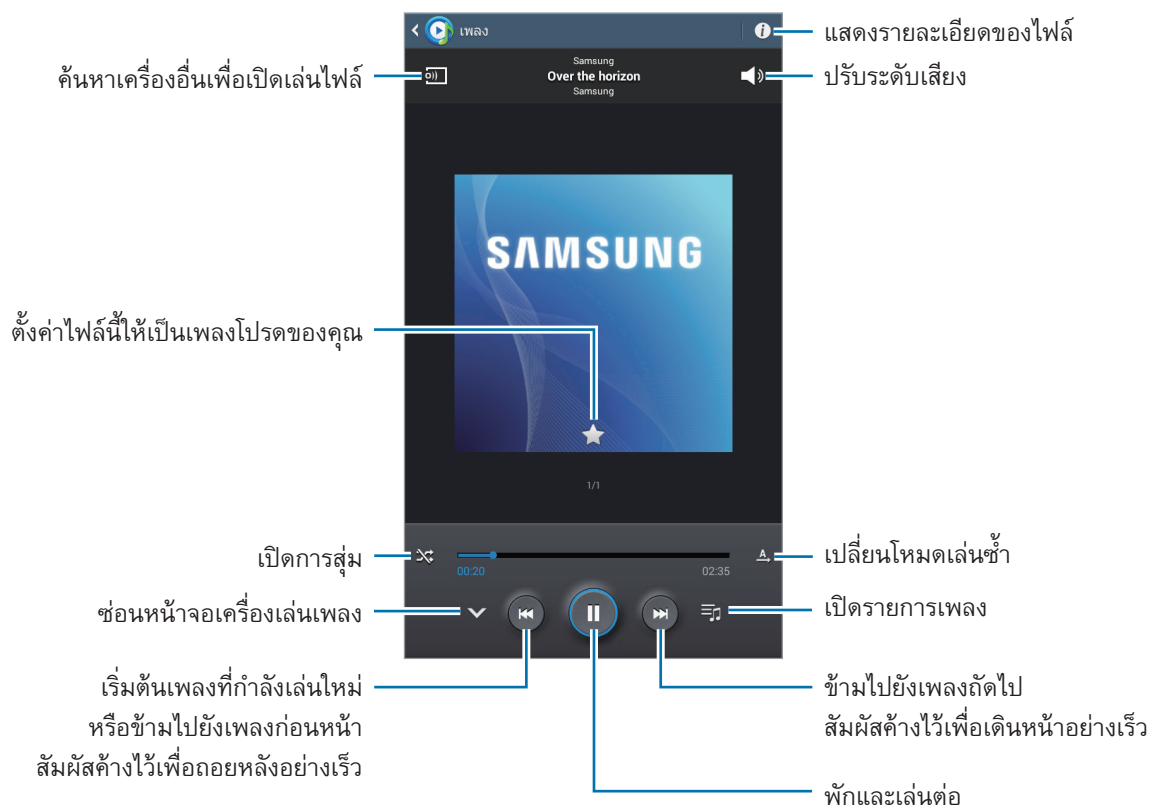 เพลง
แสดงรายละเอียดของไฟล์
ค้นหาเครื่องอื่นเพื่อเปิดเล่นไฟล์
Samsung
Over the horizon
Samsung
ปรับระดับเสียง
SAMSUNG
ตั้งค่าไฟล์นี้ให้เป็นเพลงโปรดของคุณ
1/1
เปิดการสุ่ม
00:20
02:35
A
เปลี่ยนโหมดเล่นซ้ำ
ซ่อนหน้าจอเครื่องเล่นเพลง
เปิดรายการเพลง
เริ่มต้นเพลงที่กำลังเล่นใหม่
หรือข้ามไปยังเพลงก่อนหน้า
สัมผัสค้างไว้เพื่อถอยหลังอย่างเร็ว
ข้ามไปยังเพลงถัดไป
สัมผัสค้างไว้เพื่อเดินหน้าอย่างเร็ว
พักและเล่นต่อ